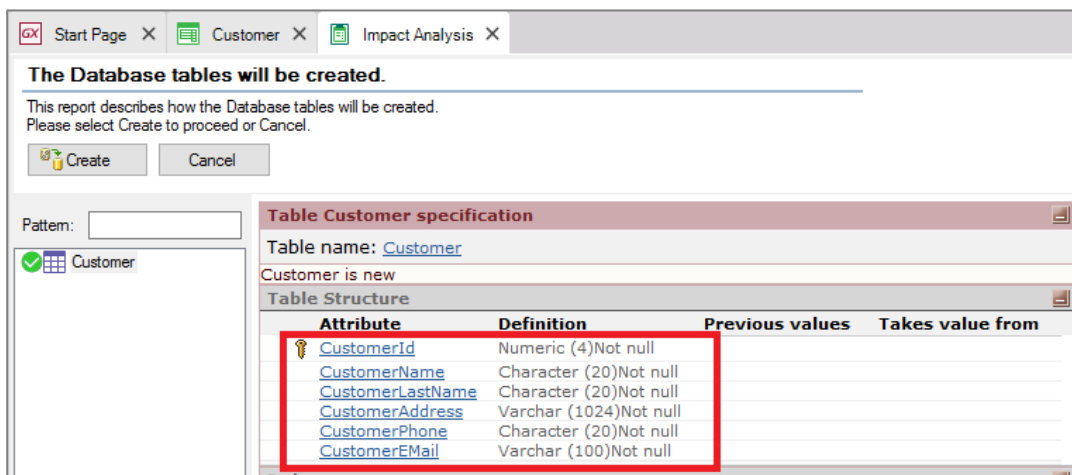 GX Start Page Customer Impact Analysis
The Database tables will be created.
This report describes how the Database tables will be created.
Please select Create to proceed or Cancel.
Create Cancel
Pattern:
Customer
Table Customer specification
Table name: Customer
Customer is new
Table Structure
Attribute Definition Previous values Takes value from
CustomerId Numeric (4)Not null
CustomerName Character (20)Not null
CustomerLastName Character (20)Not null
CustomerAddress Varchar (1024)Not null
CustomerPhone Character (20)Not null
CustomerEMail Varchar (100)Not null